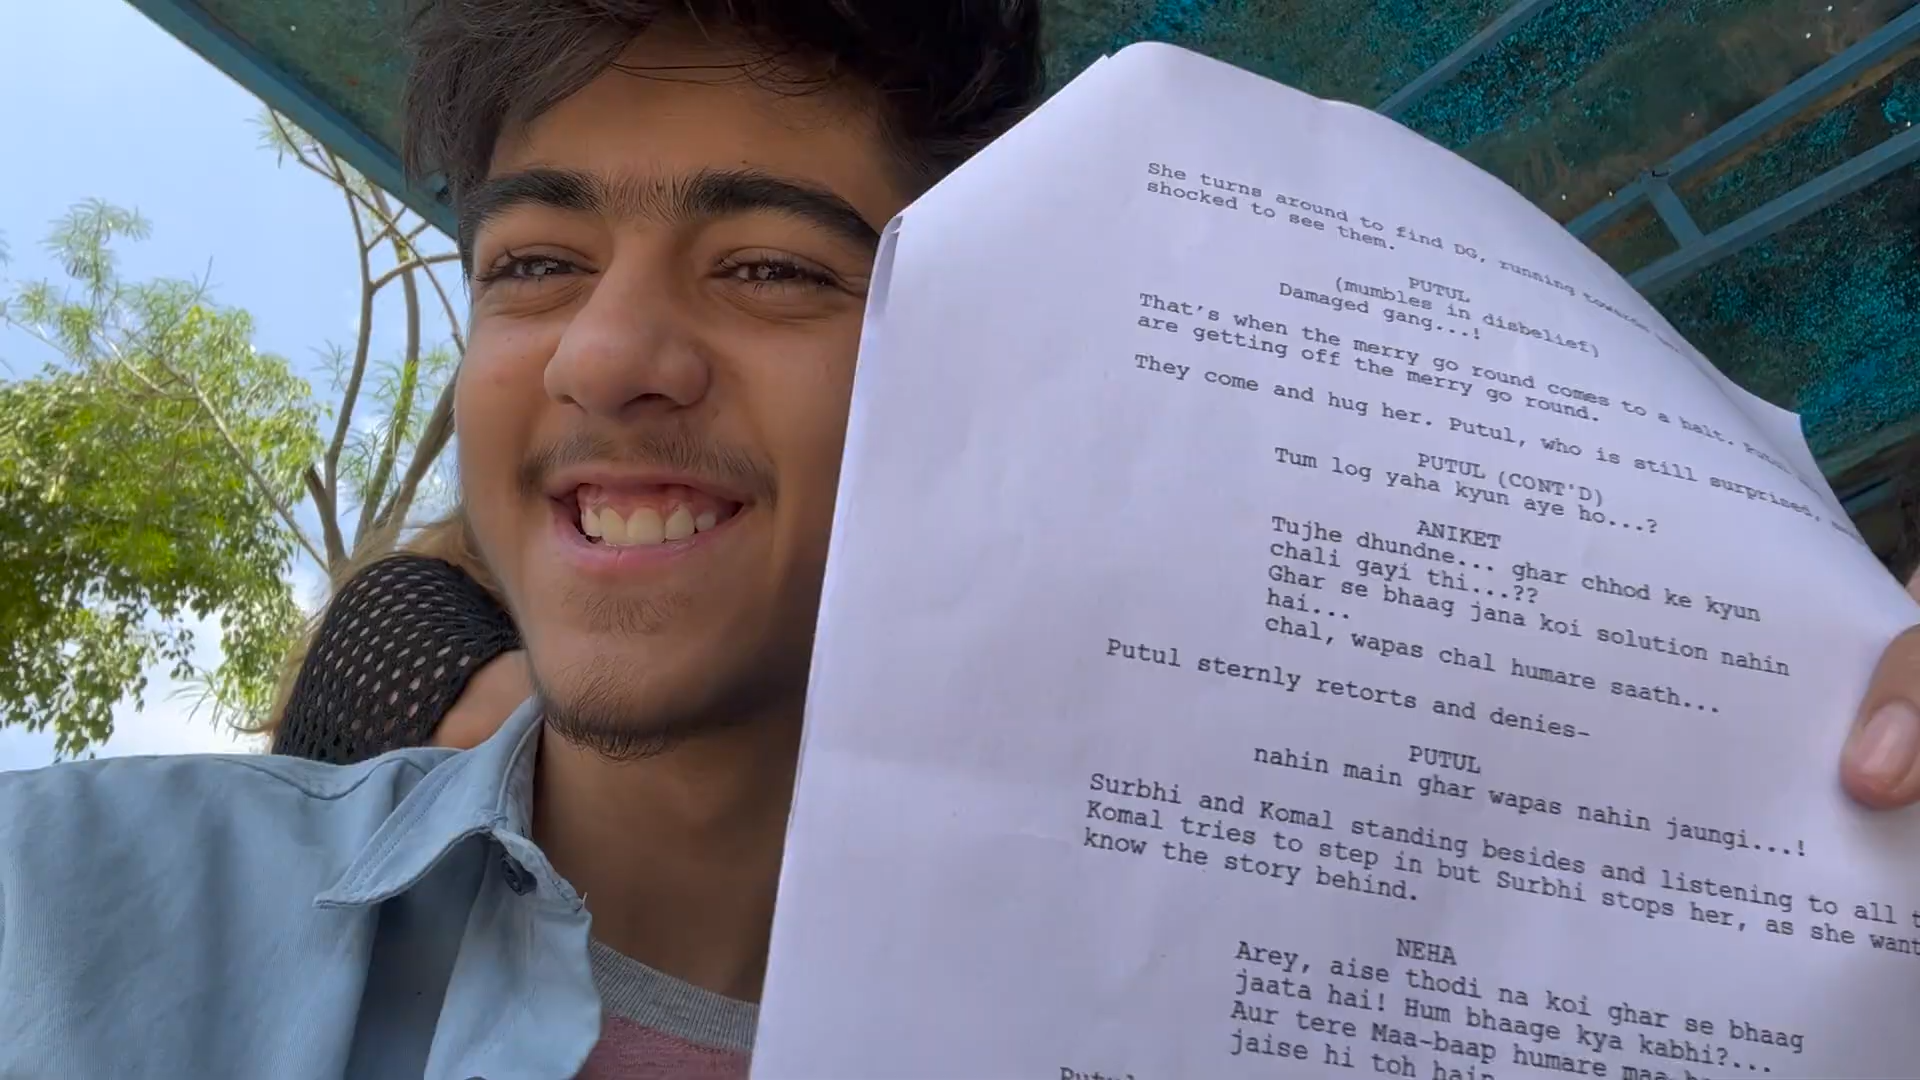 She turns around to find DG, running towards
shocked to see them.
PUTUL
(mumbles in disbelief)
Damaged gang...!
That's when the merry go round comes to a halt.
are getting off the merry go round.
They come and hug her. Putul, who is still surprised,
PUTUL (CONT'D)
Tum log yaha kyun aye ho...?
ANIKET
Tujhe dhundne... ghar chhod ke kyun
chali gayi thi...??
Ghar se bhaag jana koi solution nahin
hai...
chal, wapas chal humare saath...
Putul sternly retorts and denies-
PUTUL
nahin main ghar wapas nahin jaungi...!
Surbhi and Komal standing besides and listening to all
Komal tries to step in but Surbhi stops her, as she want
know the story behind.
NEHA
Arey, aise thodi na koi ghar se bhaag
jaata hai! Hum bhaage kya kabhi?...
Aur tere Maa-baap humare maa
jaise hi toh hain